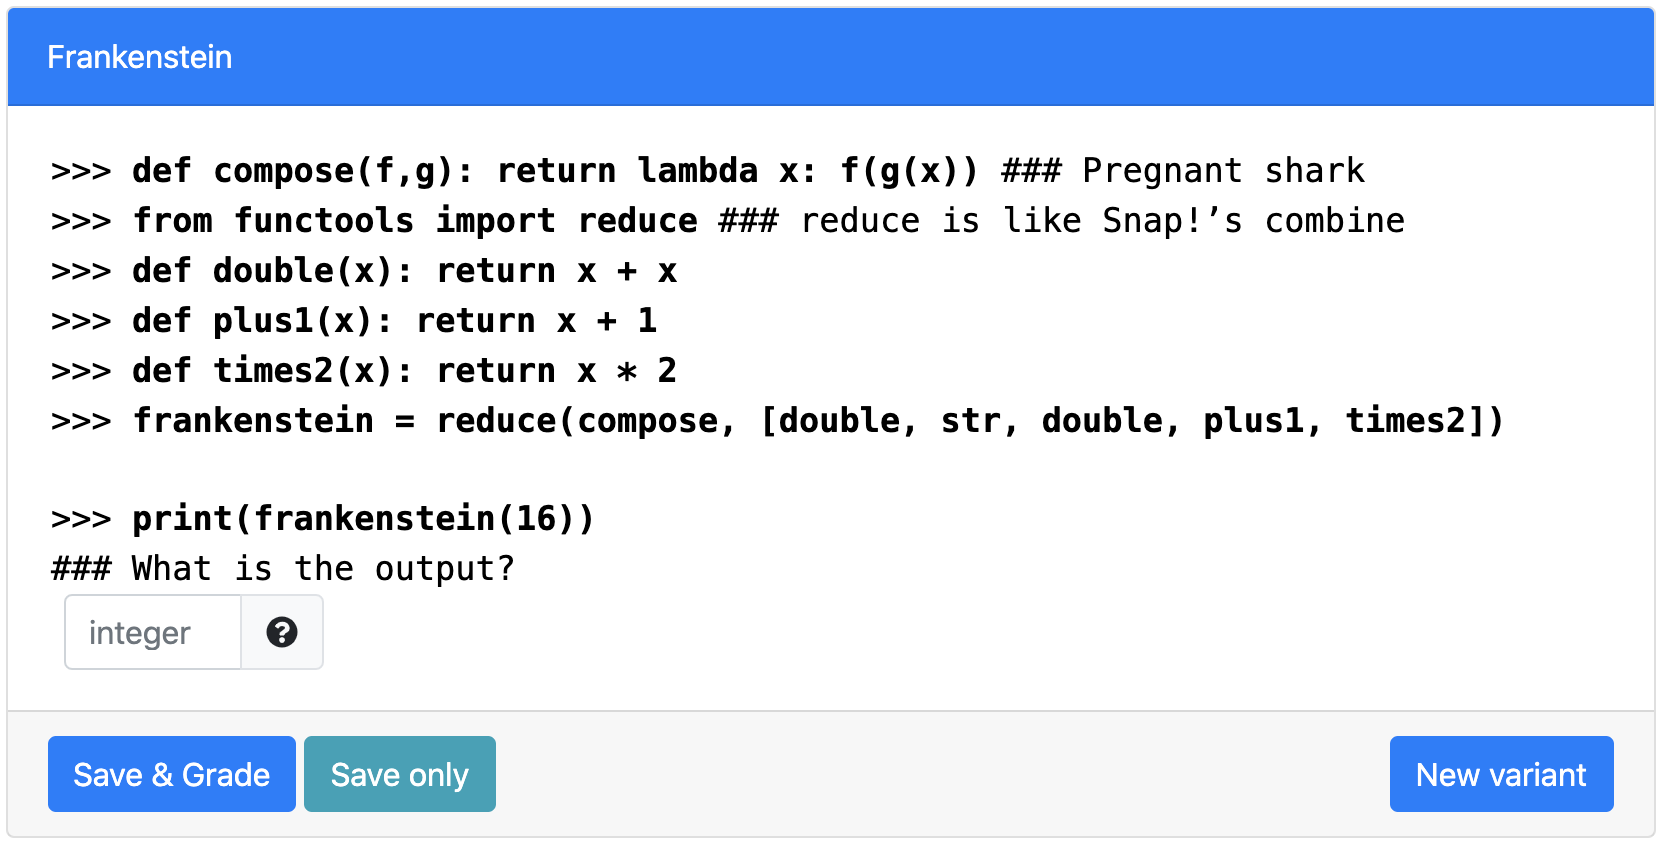 Frankenstein
>>> def compose(f,g): return lambda x: f(g(x)) ### Pregnant shark
>>> from functools import reduce ### reduce is like Snap!’s combine
>>> def double(x): return x + x
>>> def plus1(x): return x + 1
>>> def times2(x): return x * 2
>>> frankenstein = reduce(compose, [double, str, double, plus1, times2])
>>> print(frankenstein(16))
### What is the output?
integer ?
Save & Grade Save only New variant